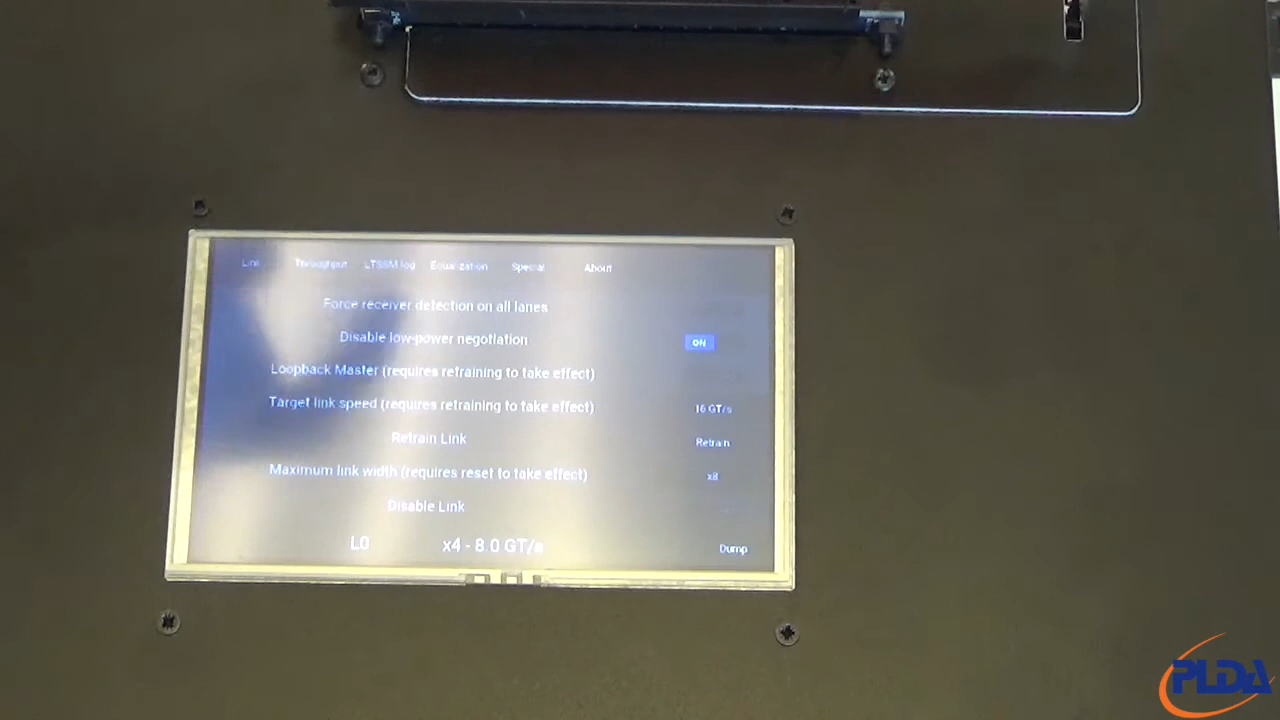 Link Throughput LTSSM log Equalization Special About
Force receiver detection on all lanes
Disable low-power negotiation ON
Loopback Master (requires retraining to take effect)
Target link speed (requires retraining to take effect) 16 GT/s
Retrain Link Retrain
Maximum link width (requires reset to take effect) x8
Disable Link
L0 x4 - 8.0 GT/s Dump
PLDA